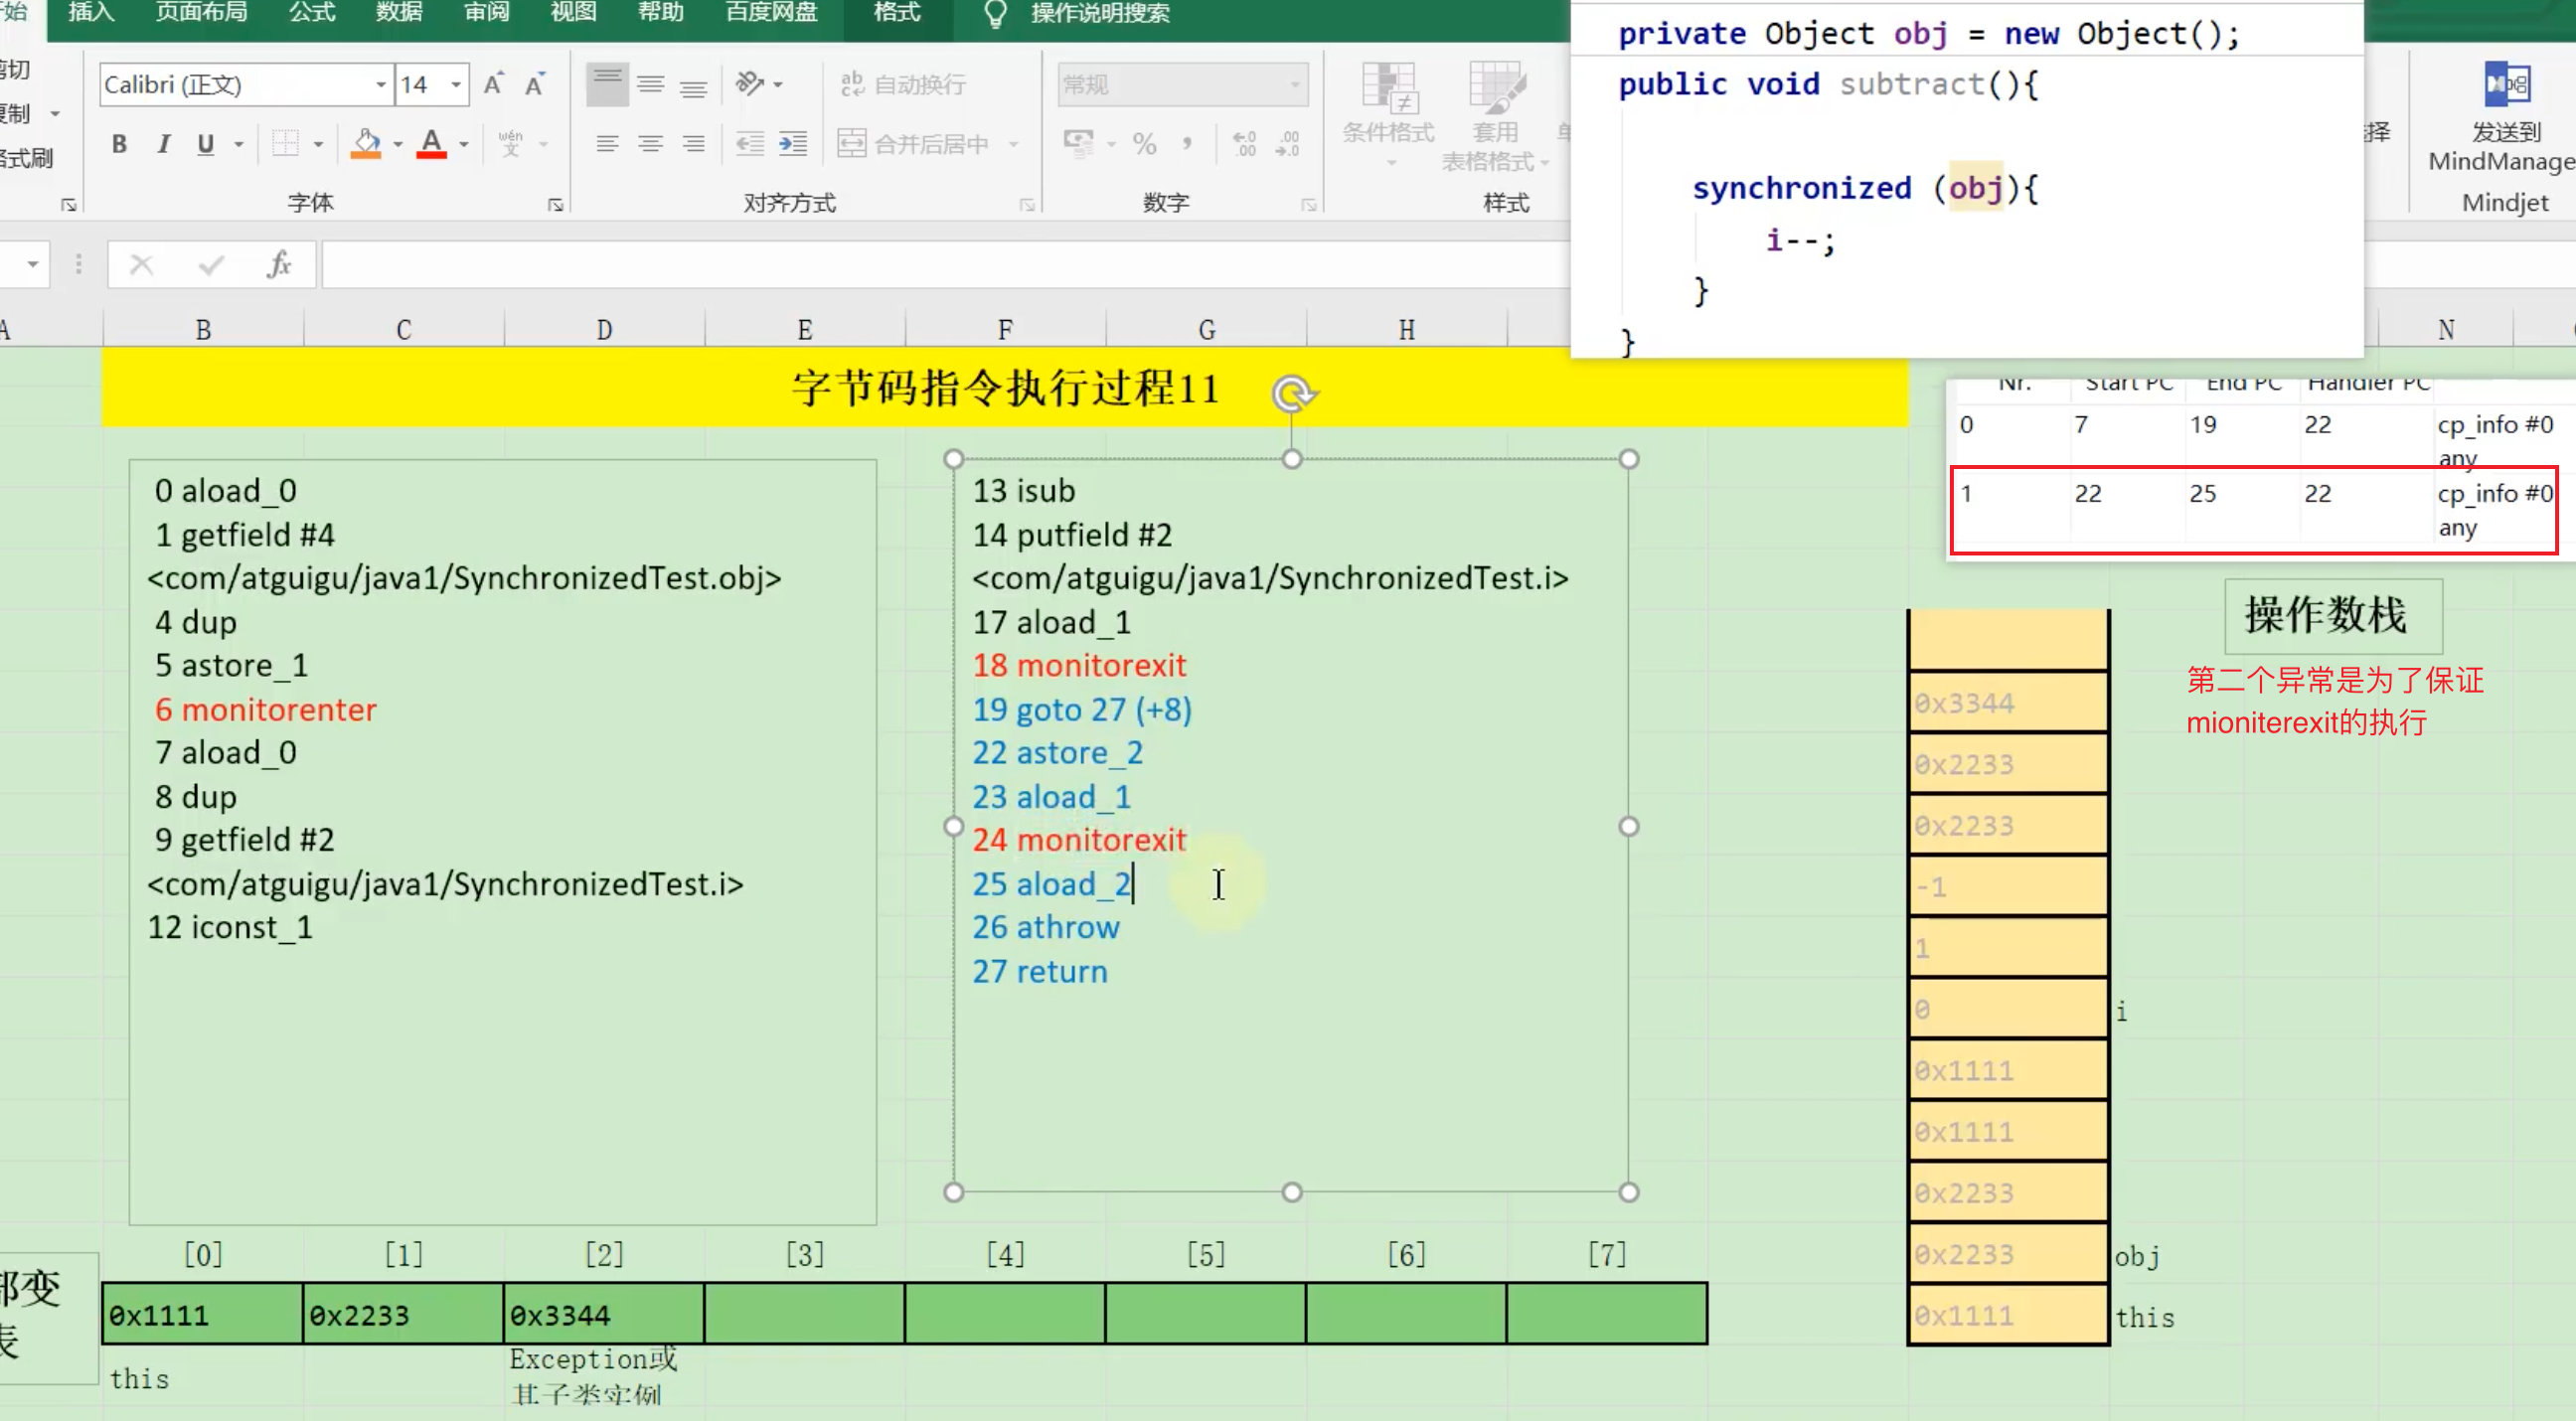 始 插入 页面布局 公式 数据 审阅 视图 帮助 百度网盘 格式 操作说明搜索
剪切
复制
格式刷
Calibri (正文) 14 A A
B I U A wén 文
字体
ab 自动换行
合并后居中
对齐方式
常规
% , .00 .00
数字
条件格式
套用
表格格式
单
样式
择
发送到
MindManage
Mindjet
private Object obj = new Object();
public void subtract(){
synchronized (obj){
i--;
}
}
fx
A B C D E F G H N
字节码指令执行过程11
Nr. Start PC End PC Handler PC
0 7 19 22 cp_info #0
any
1 22 25 22 cp_info #0
any
0 aload_0
1 getfield #4
<com/atguigu/java1/SynchronizedTest.obj>
4 dup
5 astore_1
6 monitorenter
7 aload_0
8 dup
9 getfield #2
<com/atguigu/java1/SynchronizedTest.i>
12 iconst_1
13 isub
14 putfield #2
<com/atguigu/java1/SynchronizedTest.i>
17 aload_1
18 monitorexit
19 goto 27 (+8)
22 astore_2
23 aload_1
24 monitorexit
25 aload_2
26 athrow
27 return
操作数栈
第二个异常是为了保证
mioniterexit的执行
0x3344
0x2233
0x2233
-1
1
0 i
0x1111
0x1111
0x2233
0x2233 obj
0x1111 this
[0] [1] [2] [3] [4] [5] [6] [7]
部变
表
0x1111 0x2233 0x3344
this
Exception或
其子类实例